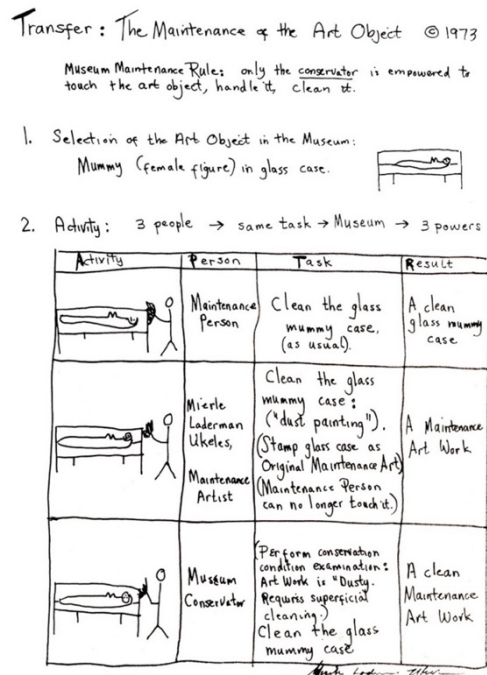 Transfer: The Maintenance of the Art Object © 1973
Museum Maintenance Rule: only the conservator is empowered to
touch the art object, handle it, clean it.
1. Selection of the Art Object in the Museum:
Mummy (female figure) in glass case.
2. Activity: 3 people → same task → Museum → 3 powers
Activity
Person
Task
Result
Maintenance
Person
Clean the glass
mummy case,
(as usual).
A clean
glass mummy
case
Mierle
Laderman
Ukeles,
Maintenance
Artist
Clean the glass
mummy case:
("dust painting").
(Stamp glass case as
Original Maintenance Art)
(Maintenance Person
can no longer touch it.)
A Maintenance
Art Work
Museum
Conservator
(Perform conservation
condition examination:
Art Work is "Dusty.
Requires superficial
cleaning.)
Clean the glass
mummy case
A clean
Maintenance
Art Work